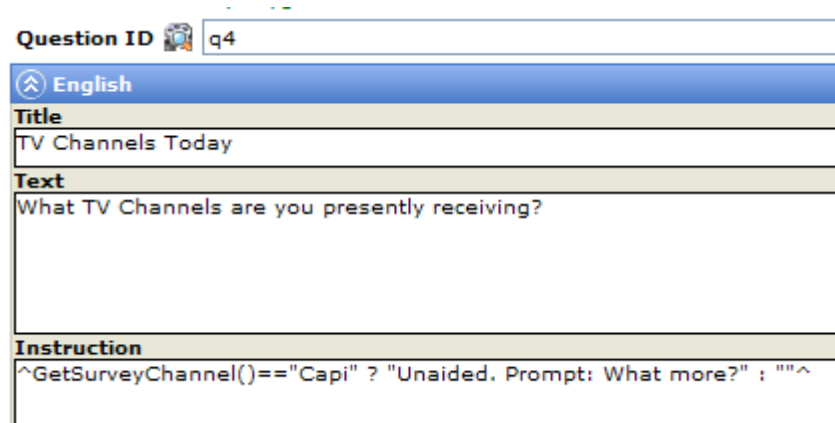 Question ID q4
English
Title
TV Channels Today
Text
What TV Channels are you presently receiving?
Instruction
^GetSurveyChannel()=="Capi" ? "Unaided. Prompt: What more?" : ""^